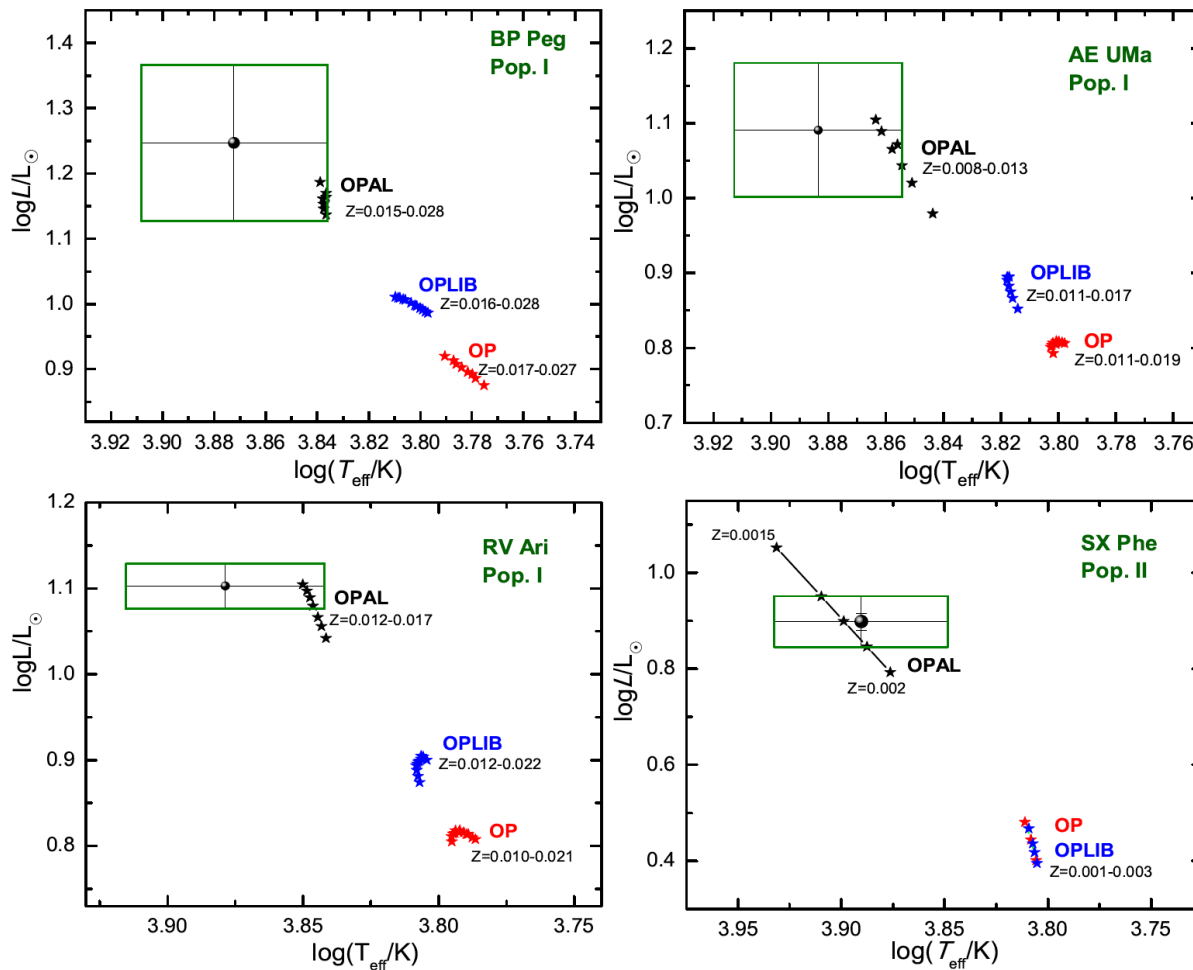 1.4
1.3
1.2
1.1
1.0
0.9
logL/L☉
BP Peg
Pop. I
OPAL
Z=0.015-0.028
OPLIB
Z=0.016-0.028
OP
Z=0.017-0.027
3.92 3.90 3.88 3.86 3.84 3.82 3.80 3.78 3.76 3.74
log(Teff/K)
1.2
1.1
1.0
0.9
0.8
0.7
logL/L☉
AE UMa
Pop. I
OPAL
Z=0.008-0.013
OPLIB
Z=0.011-0.017
OP
Z=0.011-0.019
3.92 3.90 3.88 3.86 3.84 3.82 3.80 3.78 3.76
log(Teff/K)
1.2
1.1
1.0
0.9
0.8
logL/L☉
RV Ari
Pop. I
OPAL
Z=0.012-0.017
OPLIB
Z=0.012-0.022
OP
Z=0.010-0.021
3.90 3.85 3.80 3.75
log(Teff/K)
1.0
0.8
0.6
0.4
logL/L☉
Z=0.0015
SX Phe
Pop. II
OPAL
Z=0.002
OP
OPLIB
Z=0.001-0.003
3.95 3.90 3.85 3.80 3.75
log(Teff/K)